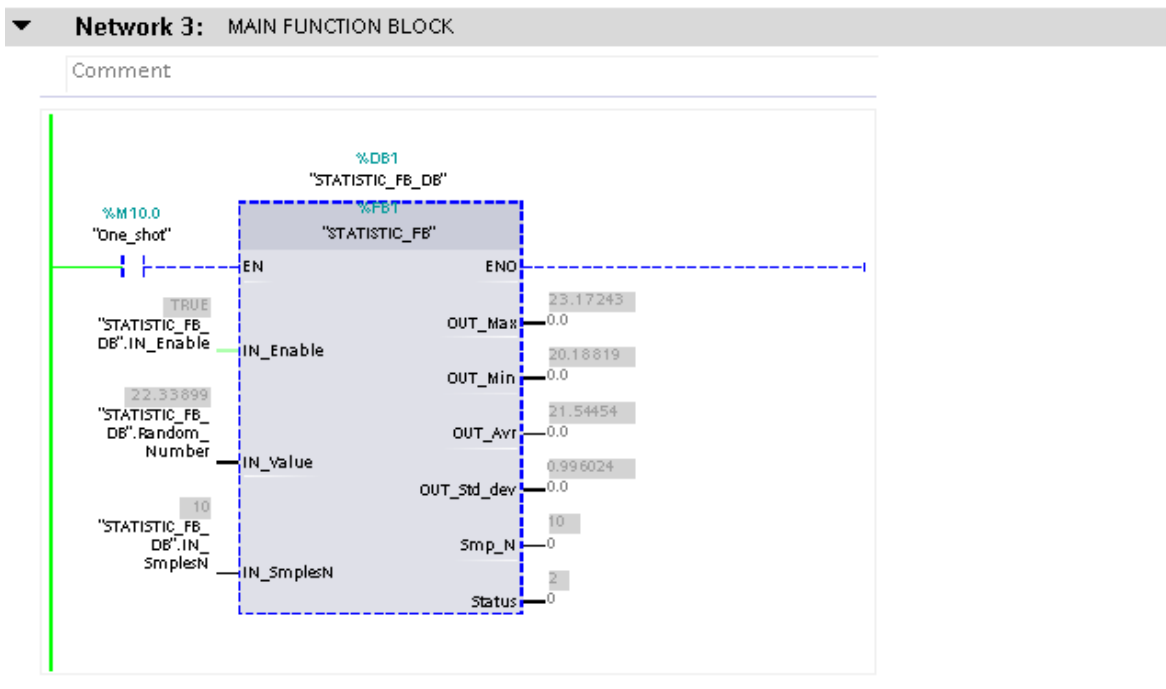 Network 3: MAIN FUNCTION BLOCK
Comment
%DB1
"STATISTIC_FB_DB"
%M10.0
"One_shot"
%FB1
"STATISTIC_FB"
EN
ENO
TRUE
"STATISTIC_FB_
DB".IN_Enable
IN_Enable
22.33899
"STATISTIC_FB_
DB".Random_
Number
IN_Value
10
"STATISTIC_FB_
DB".IN_
SmplesN
IN_SmplesN
23.17243
OUT_Max
0.0
20.18819
OUT_Min
0.0
21.54454
OUT_Avr
0.0
0.996024
OUT_Std_dev
0.0
10
Smp_N
0
2
Status
0